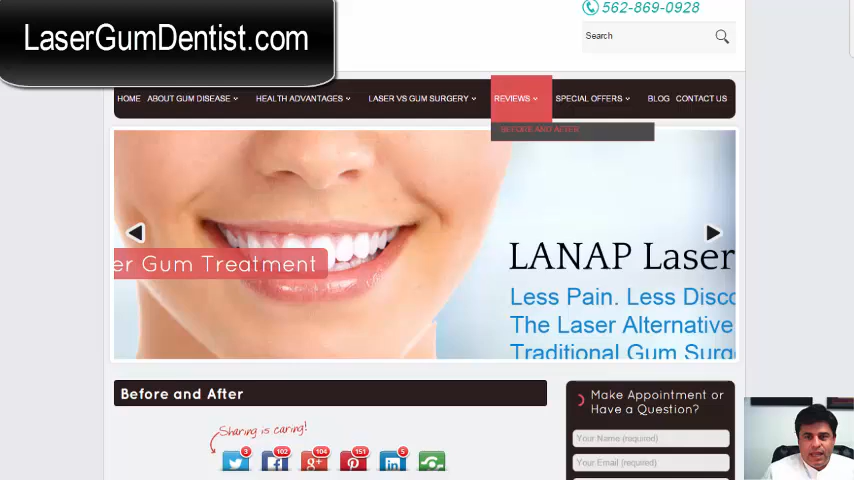 LaserGumDentist.com
562-869-0928
Search
HOME ABOUT GUM DISEASE HEALTH ADVANTAGES LASER VS GUM SURGERY REVIEWS SPECIAL OFFERS BLOG CONTACT US
BEFORE AND AFTER
er Gum Treatment
LANAP Laser
Less Pain. Less Disco
The Laser Alternative
Traditional Gum Surg
Before and After
Make Appointment or
Have a Question?
Sharing is caring!
3 102 104 151 5
Your Name (required)
Your Email (required)